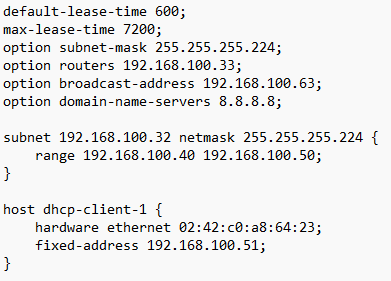 default-lease-time 600;
max-lease-time 7200;
option subnet-mask 255.255.255.224;
option routers 192.168.100.33;
option broadcast-address 192.168.100.63;
option domain-name-servers 8.8.8.8;

subnet 192.168.100.32 netmask 255.255.255.224 {
    range 192.168.100.40 192.168.100.50;
}

host dhcp-client-1 {
    hardware ethernet 02:42:c0:a8:64:23;
    fixed-address 192.168.100.51;
}